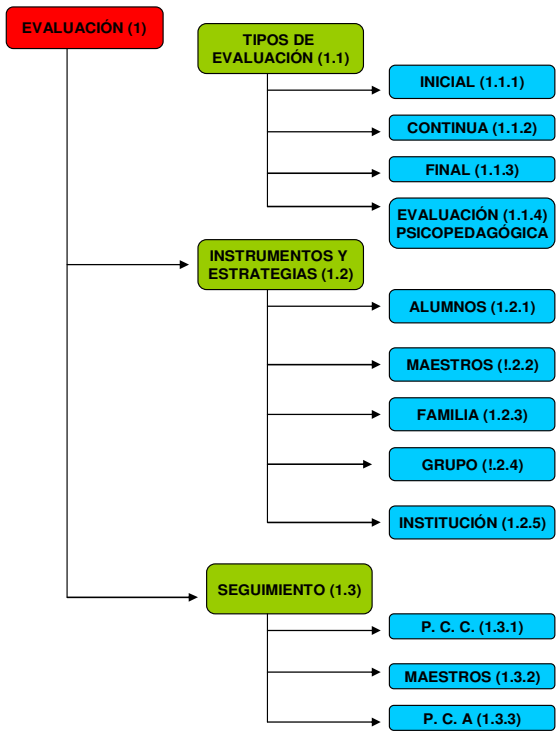 EVALUACIÓN (1)
TIPOS DE
EVALUACIÓN (1.1)
INICIAL (1.1.1)
CONTINUA (1.1.2)
FINAL (1.1.3)
EVALUACIÓN (1.1.4)
PSICOPEDAGÓGICA
INSTRUMENTOS Y
ESTRATEGIAS (1.2)
ALUMNOS (1.2.1)
MAESTROS (!.2.2)
FAMILIA (1.2.3)
GRUPO (!.2.4)
INSTITUCIÓN (1.2.5)
SEGUIMIENTO (1.3)
P. C. C. (1.3.1)
MAESTROS (1.3.2)
P. C. A (1.3.3)